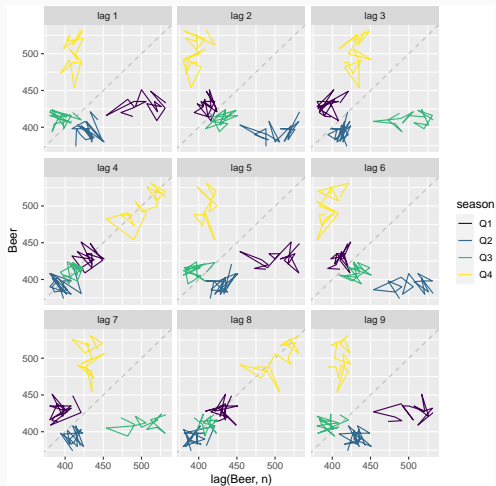 lag 1 lag 2 lag 3
500
450
400
lag 4 lag 5 lag 6
500
450
400
lag 7 lag 8 lag 9
500
450
400
400 450 500 400 450 500 400 450 500
lag(Beer, n)
Beer
season
Q1
Q2
Q3
Q4